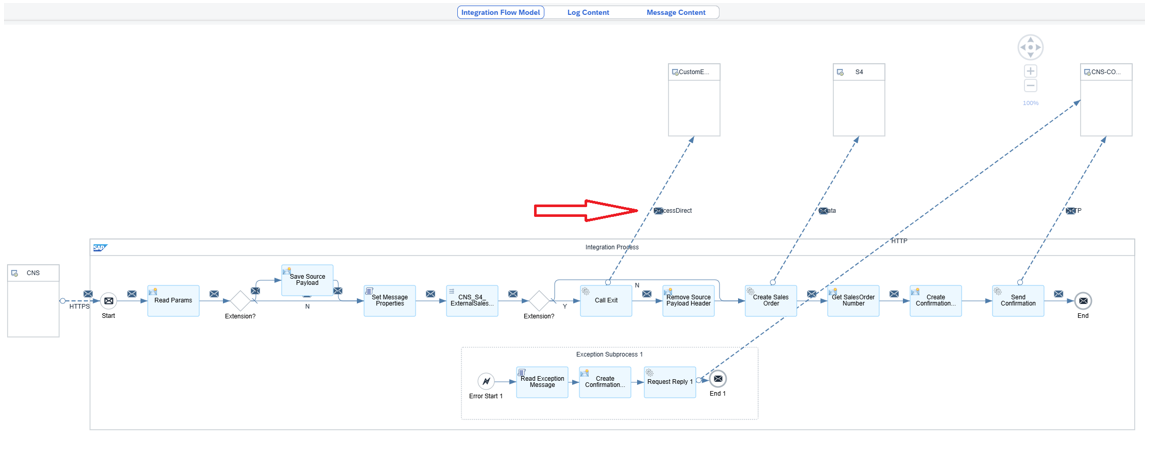 Integration Flow Model
Log Content
Message Content
CustomE...
S4
CNS-CO...
100%
cessDirect
ata
TP
HTTP
SAP
Integration Process
CNS
HTTPS
Start
Read Params
Extension?
Save Source
Payload
N
Set Message
Properties
CNS_S4_
ExternalSales...
Extension?
Y
N
Call Exit
Remove Source
Payload Header
Create Sales
Order
Get SalesOrder
Number
Create
Confirmation...
Send
Confirmation
End
Exception Subprocess 1
Error Start 1
Read Exception
Message
Create
Confirmation...
Request Reply 1
End 1